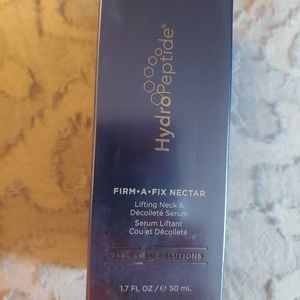 HydroPeptide®
FIRM•A•FIX NECTAR
Lifting Neck &
Décolleté Serum
Serum Liftant
Cou et Décolleté
1.7 FL OZ / ℮ 50 mL